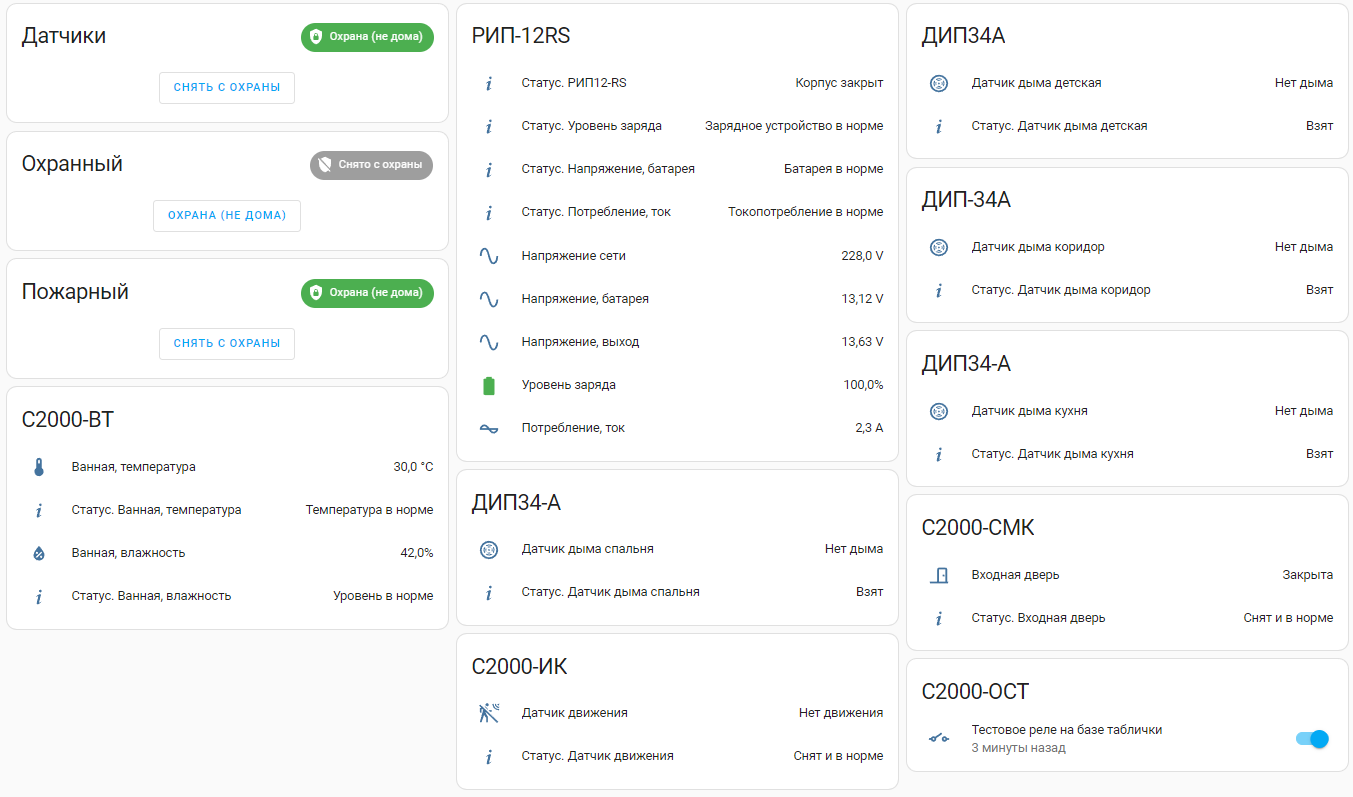 Датчики
Охрана (не дома)
СНЯТЬ С ОХРАНЫ
Охранный
Снято с охраны
ОХРАНА (НЕ ДОМА)
Пожарный
Охрана (не дома)
СНЯТЬ С ОХРАНЫ
С2000-ВТ
Ванная, температура 30,0 °C
Статус. Ванная, температура Температура в норме
Ванная, влажность 42,0%
Статус. Ванная, влажность Уровень в норме
РИП-12RS
Статус. РИП12-RS Корпус закрыт
Статус. Уровень заряда Зарядное устройство в норме
Статус. Напряжение, батарея Батарея в норме
Статус. Потребление, ток Токопотребление в норме
Напряжение сети 228,0 V
Напряжение, батарея 13,12 V
Напряжение, выход 13,63 V
Уровень заряда 100,0%
Потребление, ток 2,3 A
ДИП34-А
Датчик дыма спальня Нет дыма
Статус. Датчик дыма спальня Взят
С2000-ИК
Датчик движения Нет движения
Статус. Датчик движения Снят и в норме
ДИП34А
Датчик дыма детская Нет дыма
Статус. Датчик дыма детская Взят
ДИП-34А
Датчик дыма коридор Нет дыма
Статус. Датчик дыма коридор Взят
ДИП34-А
Датчик дыма кухня Нет дыма
Статус. Датчик дыма кухня Взят
С2000-СМК
Входная дверь Закрыта
Статус. Входная дверь Снят и в норме
С2000-ОСТ
Тестовое реле на базе таблички
3 минуты назад